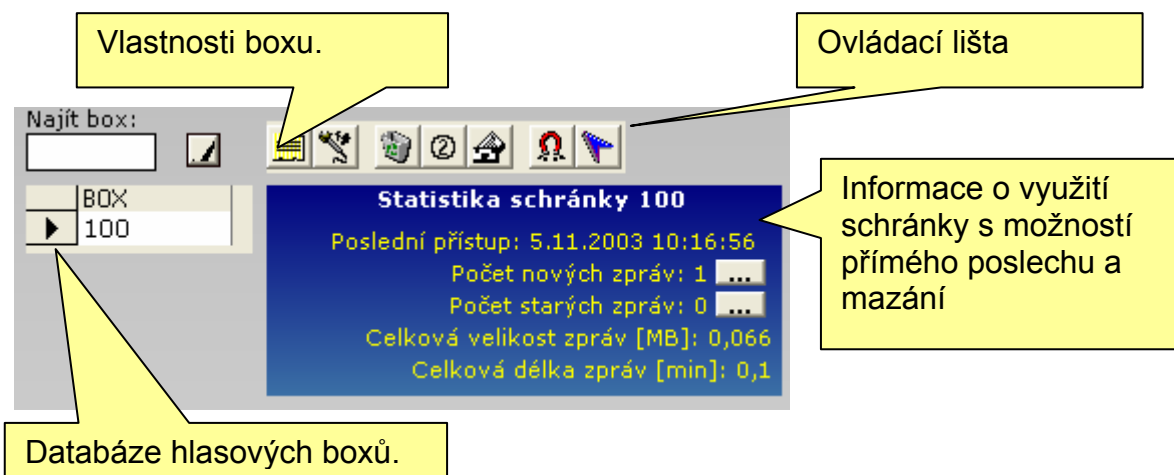 Vlastnosti boxu.
Ovládací lišta
Najít box:
②
BOX
100
Statistika schránky 100
Poslední přístup: 5.11.2003 10:16:56
Počet nových zpráv: 1 ...
Počet starých zpráv: 0 ...
Celková velikost zpráv [MB]: 0,066
Celková délka zpráv [min]: 0,1
Informace o využití
schránky s možností
přímého poslechu a
mazání
Databáze hlasových boxů.